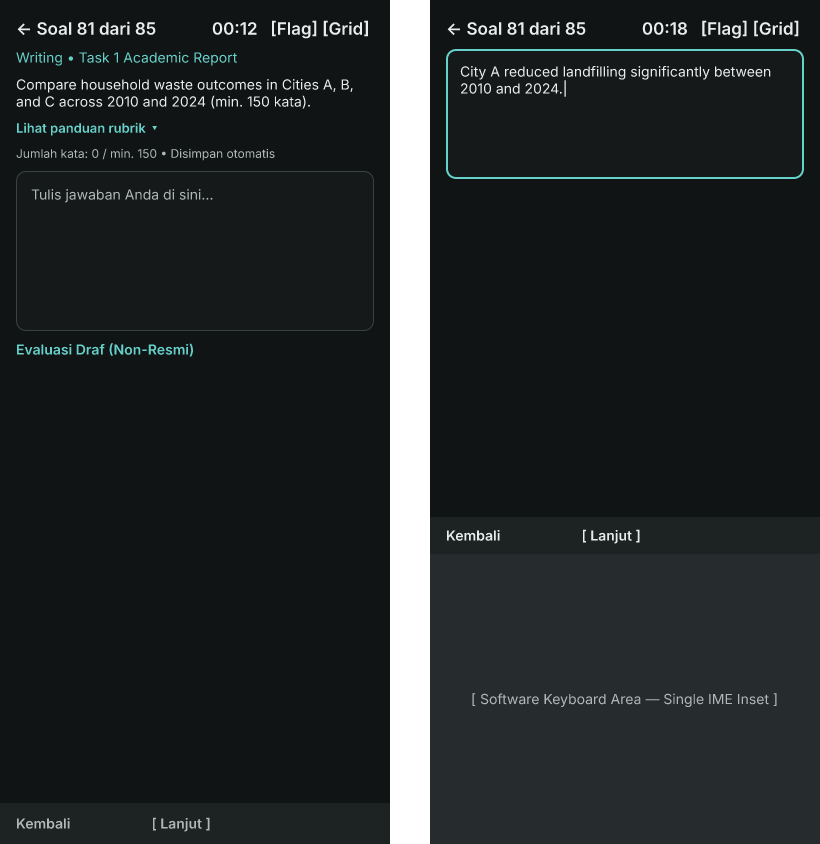 ← Soal 81 dari 85 00:12 [Flag] [Grid]
Writing • Task 1 Academic Report
Compare household waste outcomes in Cities A, B,
and C across 2010 and 2024 (min. 150 kata).
Lihat panduan rubrik ▾
Jumlah kata: 0 / min. 150 • Disimpan otomatis
Tulis jawaban Anda di sini...
Evaluasi Draf (Non-Resmi)
Kembali [ Lanjut ]
← Soal 81 dari 85 00:18 [Flag] [Grid]
City A reduced landfilling significantly between
2010 and 2024.
Kembali [ Lanjut ]
[ Software Keyboard Area — Single IME Inset ]